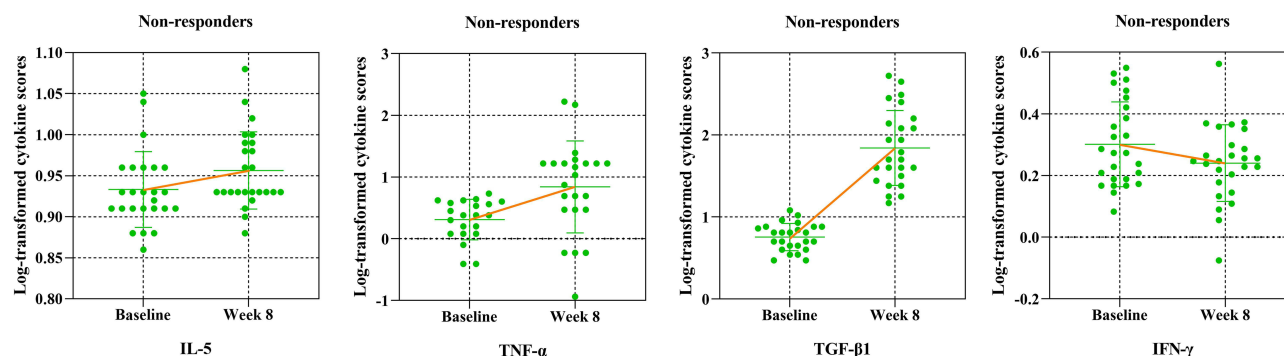 Non-responders
Log-transformed cytokine scores
1.10
1.05
1.00
0.95
0.90
0.85
0.80
Baseline
Week 8
IL-5
Non-responders
Log-transformed cytokine scores
3
2
1
0
-1
Baseline
Week 8
TNF-α
Non-responders
Log-transformed cytokine scores
3
2
1
0
Baseline
Week 8
TGF-β1
Non-responders
Log-transformed cytokine scores
0.6
0.4
0.2
0.0
-0.2
Baseline
Week 8
IFN-γ